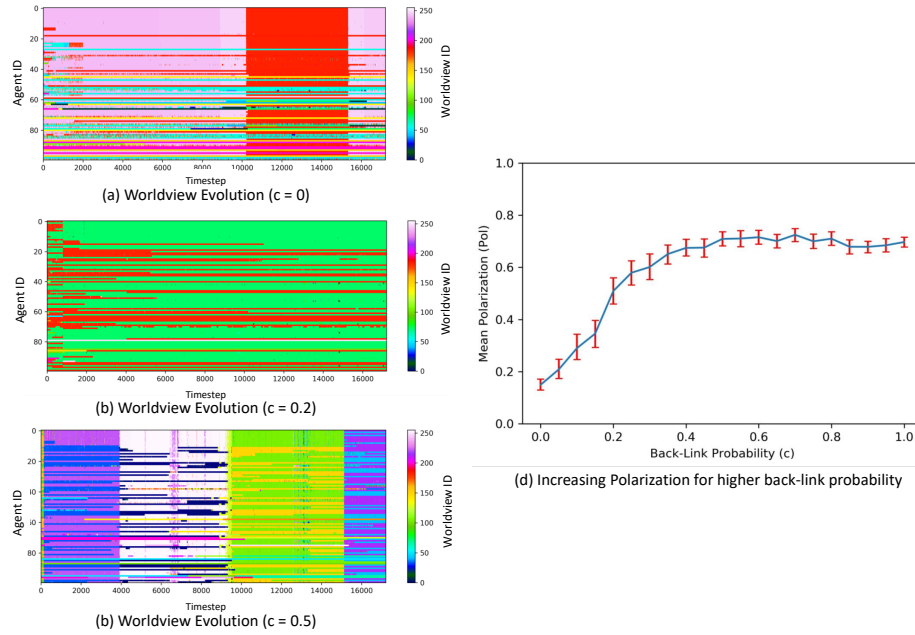 0
20
40
60
80
Agent ID
0 2000 4000 6000 8000 10000 12000 14000 16000
Timestep
250
200
150
100
50
0
Worldview ID
(a) Worldview Evolution (c = 0)
0
20
40
60
80
Agent ID
0 2000 4000 6000 8000 10000 12000 14000 16000
Timestep
250
200
150
100
50
0
Worldview ID
(b) Worldview Evolution (c = 0.2)
0
20
40
60
80
Agent ID
0 2000 4000 6000 8000 10000 12000 14000 16000
Timestep
250
200
150
100
50
0
Worldview ID
(b) Worldview Evolution (c = 0.5)
1.0
0.8
0.6
0.4
0.2
0.0
Mean Polarization (Pol)
0.0 0.2 0.4 0.6 0.8 1.0
Back-Link Probability (c)
(d) Increasing Polarization for higher back-link probability